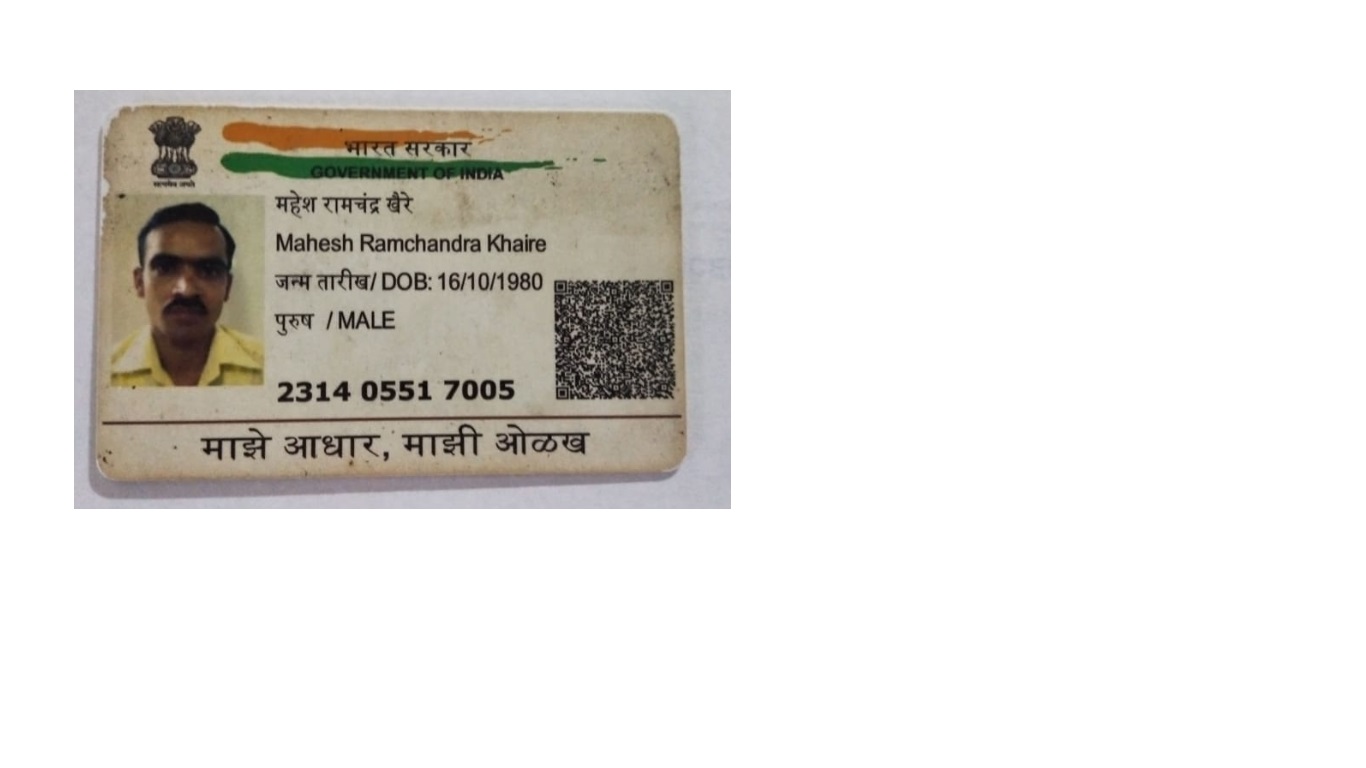 भारत सरकार
GOVERNMENT OF INDIA
सत्यमेव जयते
महेश रामचंद्र खैरे
Mahesh Ramchandra Khaire
जन्म तारीख/ DOB: 16/10/1980
पुरुष / MALE
2314 0551 7005
माझे आधार, माझी ओळख